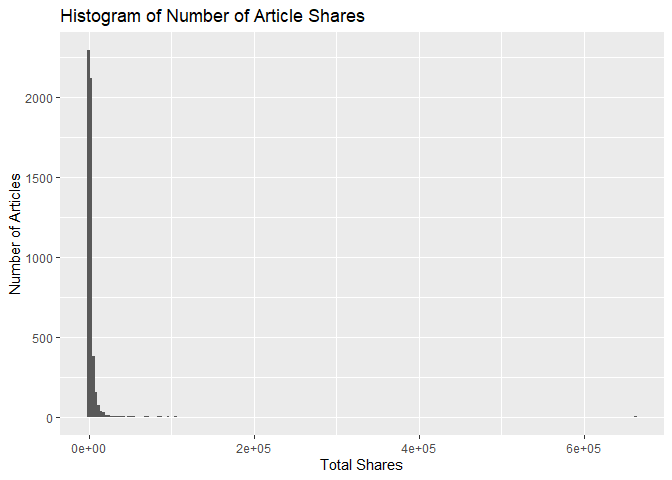 Histogram of Number of Article Shares
2000
1500
1000
500
0
Number of Articles
0e+00 2e+05 4e+05 6e+05
Total Shares